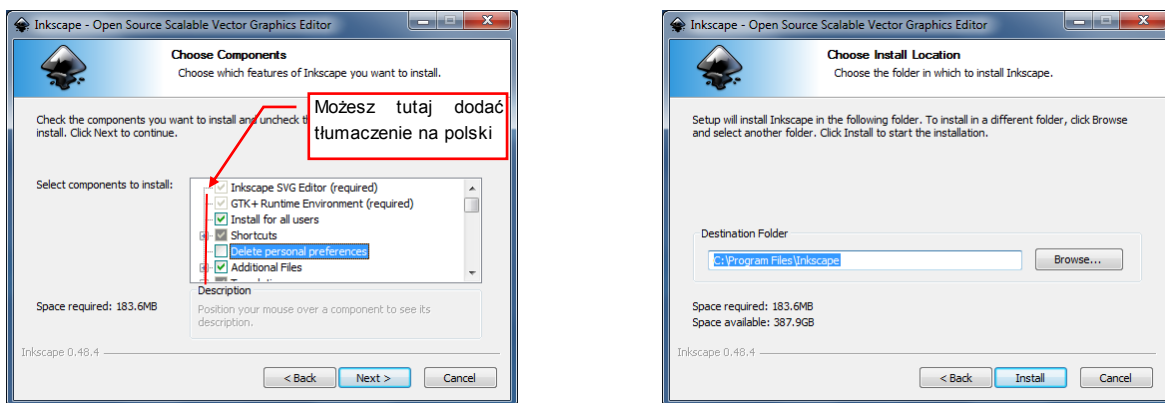 Inkscape - Open Source Scalable Vector Graphics Editor
Choose Components
Choose which features of Inkscape you want to install.
Check the components you want to install and uncheck
install. Click Next to continue.
Możesz tutaj dodać
tłumaczenie na polski
Select components to install:
Inkscape SVG Editor (required)
GTK+ Runtime Environment (required)
Install for all users
Shortcuts
Delete personal preferences
Additional Files
Description
Position your mouse over a component to see its
description.
Space required: 183.6MB
Inkscape 0.48.4
< Back
Next >
Cancel
Inkscape - Open Source Scalable Vector Graphics Editor
Choose Install Location
Choose the folder in which to install Inkscape.
Setup will install Inkscape in the following folder. To install in a different folder, click Browse
and select another folder. Click Install to start the installation.
Destination Folder
C:\Program Files\Inkscape
Browse...
Space required: 183.6MB
Space available: 387.9GB
Inkscape 0.48.4
< Back
Install
Cancel